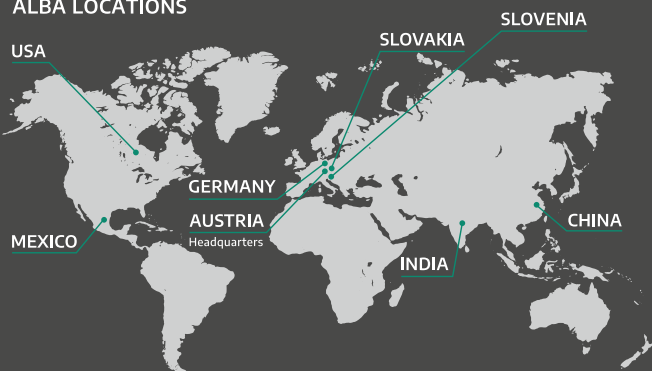 ALBA LOCATIONS
SLOVENIA
SLOVAKIA
USA
GERMANY
AUSTRIA
Headquarters
CHINA
MEXICO
INDIA